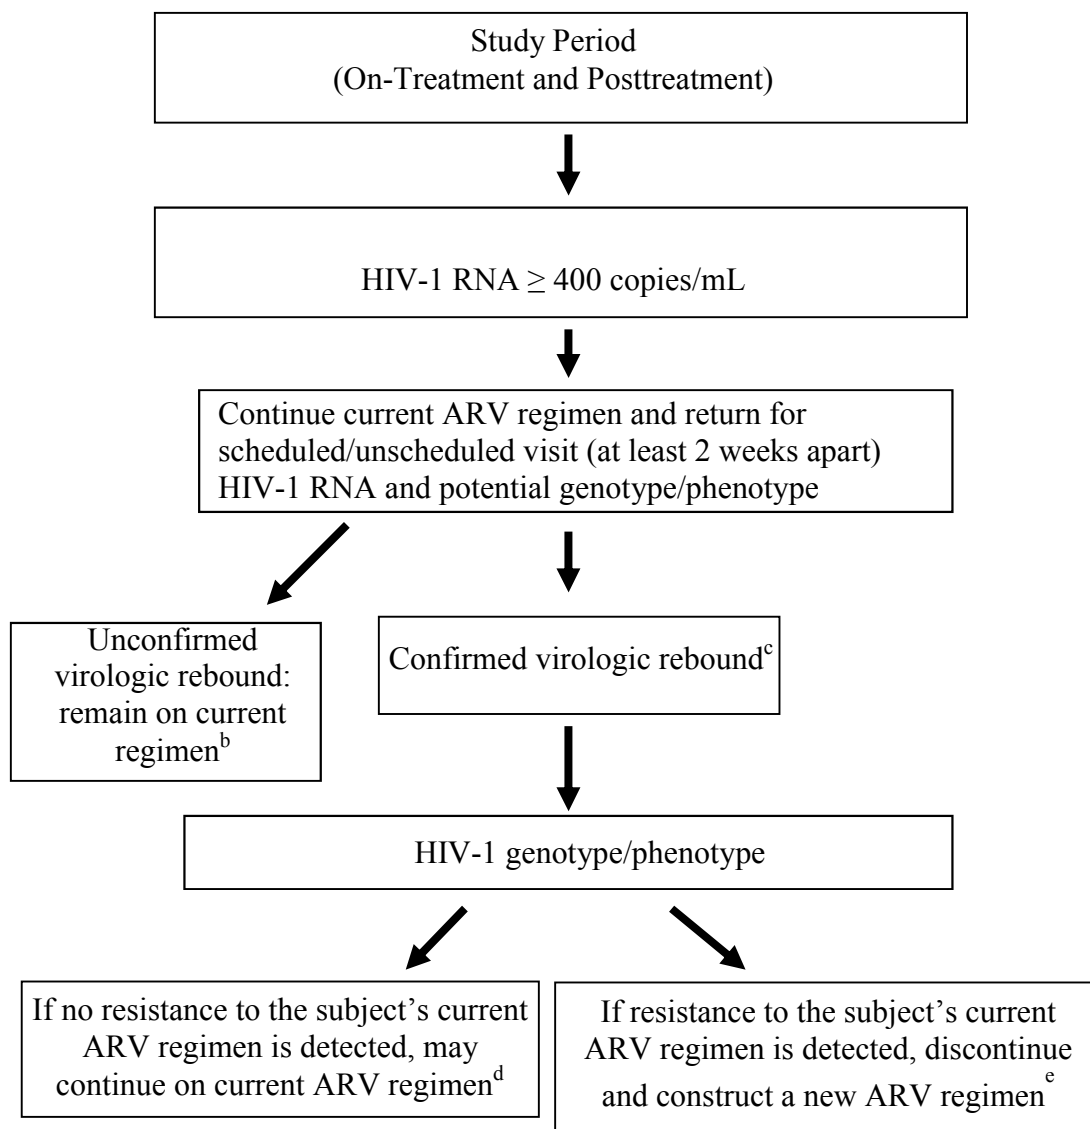 Study Period
(On-Treatment and Posttreatment)
HIV-1 RNA ≥ 400 copies/mL
Continue current ARV regimen and return for
scheduled/unscheduled visit (at least 2 weeks apart)
HIV-1 RNA and potential genotype/phenotype
Unconfirmed
virologic rebound:
remain on current
regimen^b
Confirmed virologic rebound^c
HIV-1 genotype/phenotype
If no resistance to the subject’s current
ARV regimen is detected, may
continue on current ARV regimen^d
If resistance to the subject’s current
ARV regimen is detected, discontinue
and construct a new ARV regimen^e